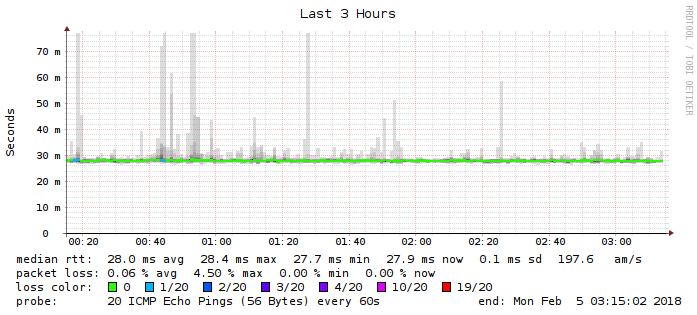 Last 3 Hours
RRDTOOL / TOBI OETIKER
Seconds
70 m
60 m
50 m
40 m
30 m
20 m
10 m
0
00:20 00:40 01:00 01:20 01:40 02:00 02:20 02:40 03:00
median rtt: 28.0 ms avg 28.4 ms max 27.7 ms min 27.9 ms now 0.1 ms sd 197.6 am/s
packet loss: 0.06 % avg 4.50 % max 0.00 % min 0.00 % now
loss color: 0 1/20 2/20 3/20 4/20 10/20 19/20
probe: 20 ICMP Echo Pings (56 Bytes) every 60s end: Mon Feb 5 03:15:02 2018